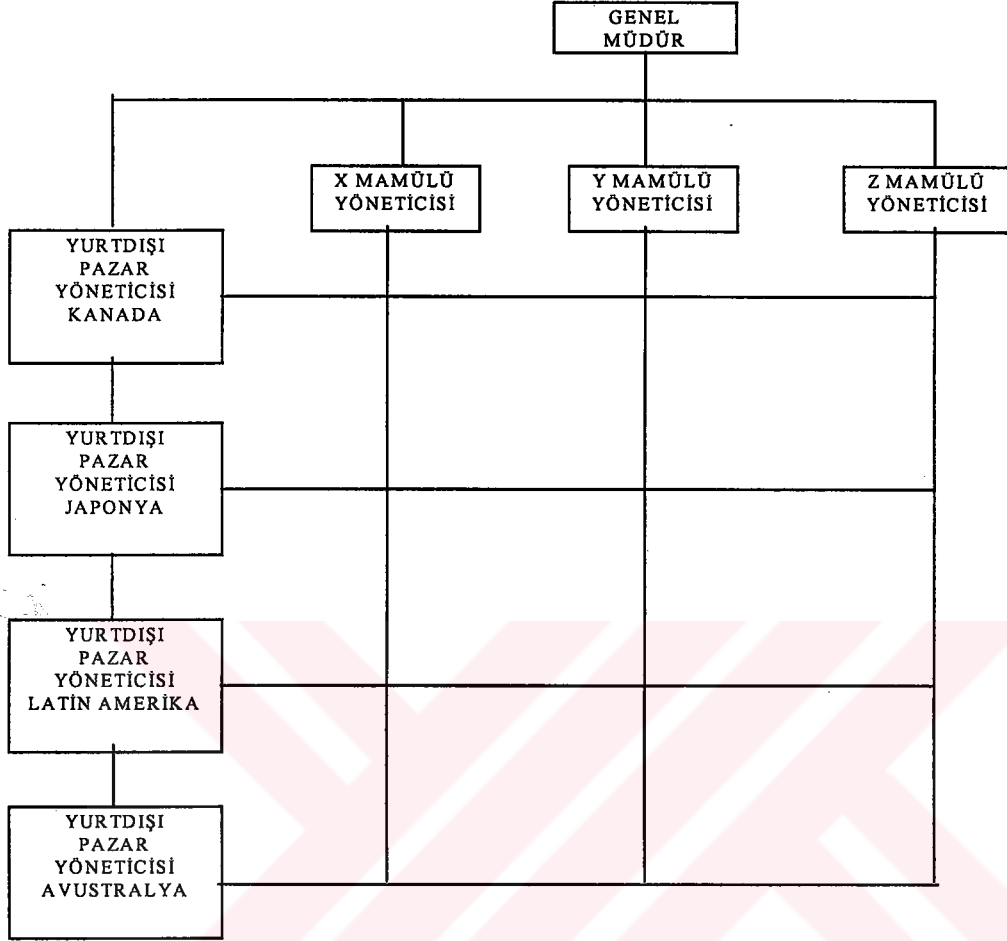 GENEL
MÜDÜR
X MAMÜLÜ
YÖNETİCİSİ
Y MAMÜLÜ
YÖNETİCİSİ
Z MAMÜLÜ
YÖNETİCİSİ
YURTDIŞI
PAZAR
YÖNETİCİSİ
KANADA
YURTDIŞI
PAZAR
YÖNETİCİSİ
JAPONYA
YURTDIŞI
PAZAR
YÖNETİCİSİ
LATİN AMERİKA
YURTDIŞI
PAZAR
YÖNETİCİSİ
AVUSTRALYA